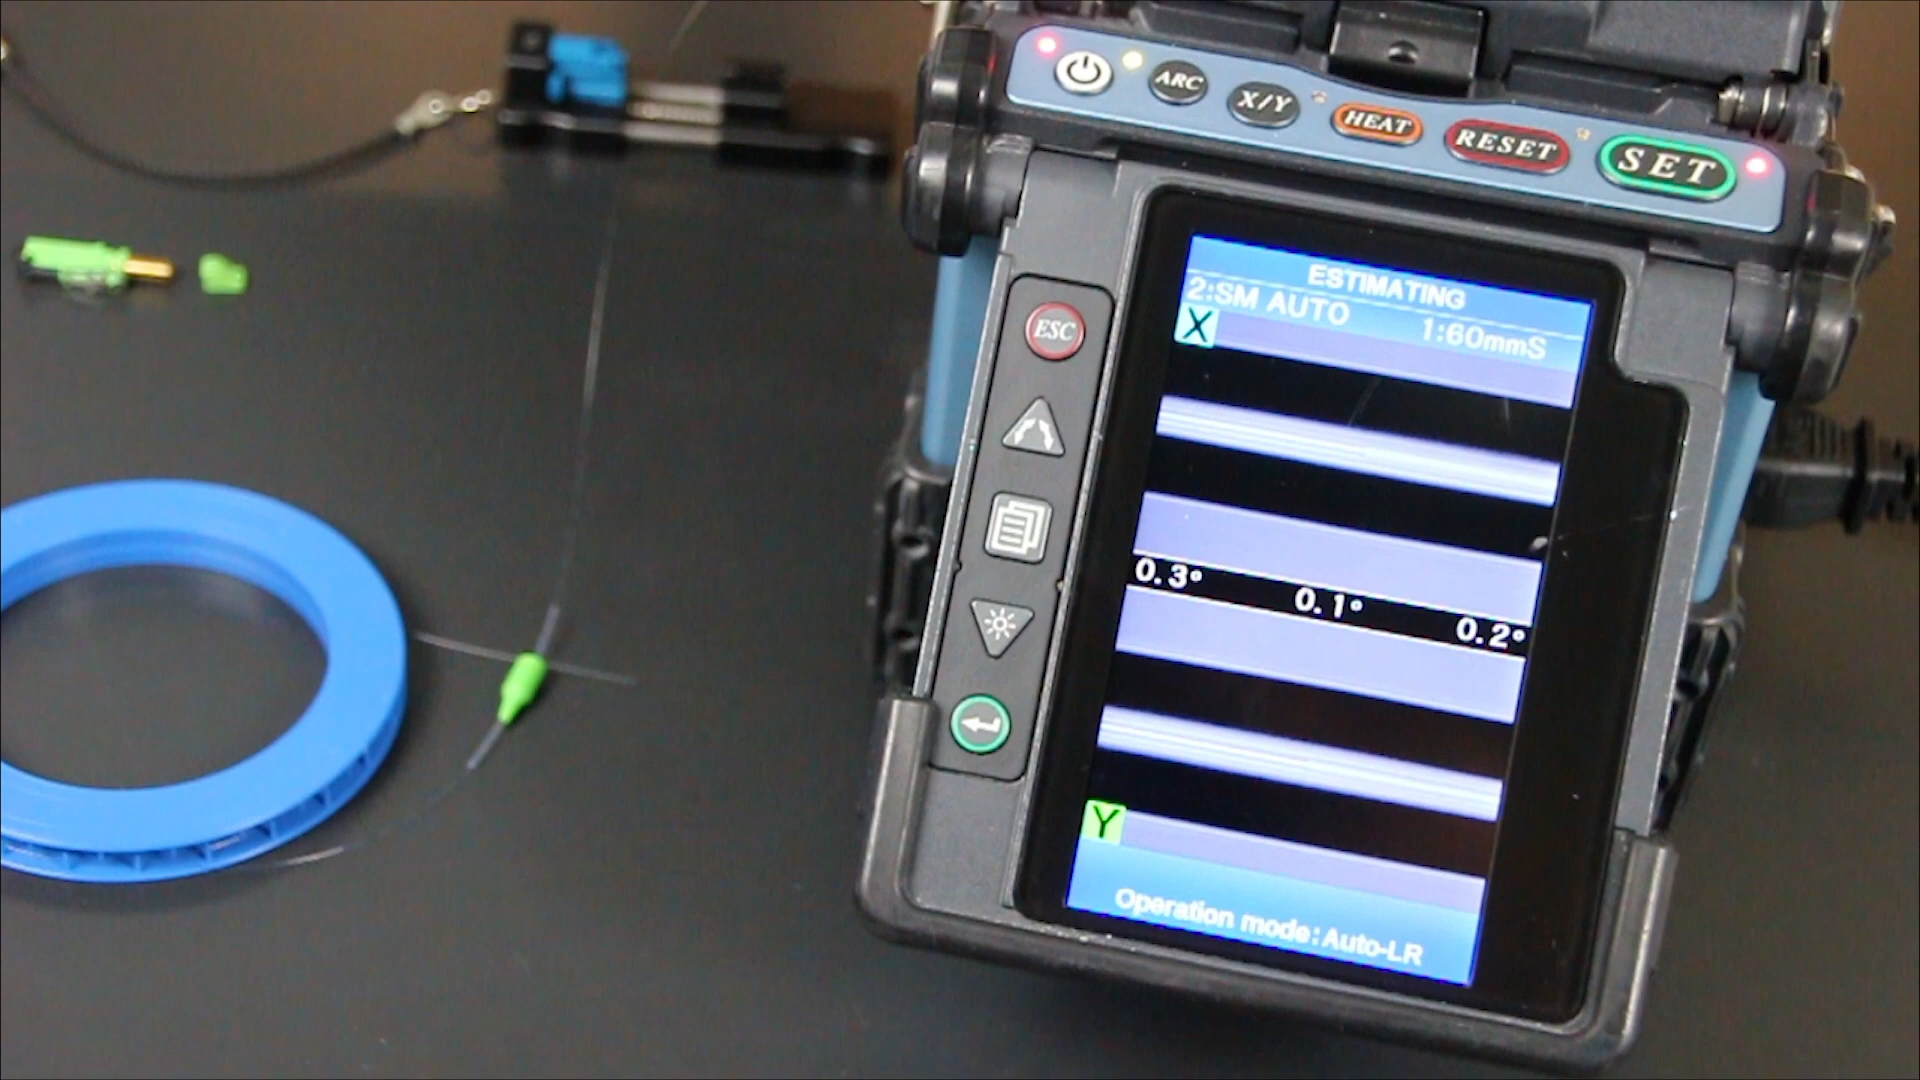 ARC
X/Y
HEAT
RESET
SET
ESC
ESTIMATING
2:SM AUTO 1:60mmS
X
0.3° 0.1° 0.2°
Y
Operation mode:Auto-LR